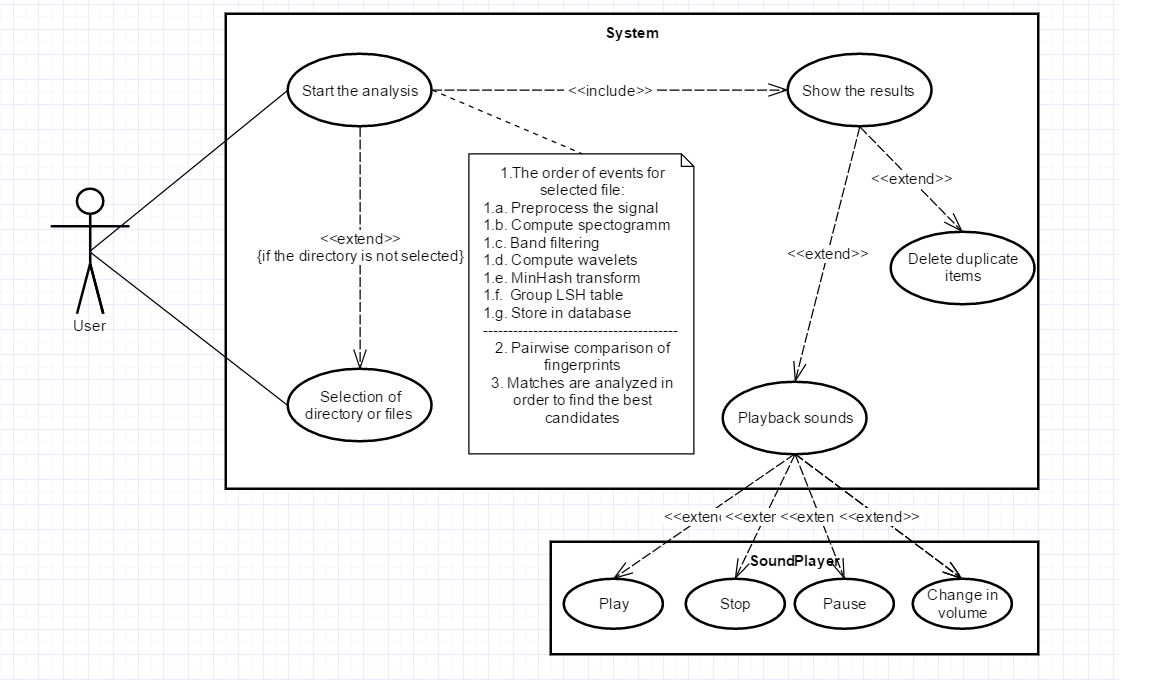 System
Start the analysis
<<include>>
Show the results
<<extend>>
1.The order of events for
selected file:
1.a. Preprocess the signal
1.b. Compute spectogramm
1.c. Band filtering
1.d. Compute wavelets
1.e. MinHash transform
1.f. Group LSH table
1.g. Store in database
----------------------------------------
2. Pairwise comparison of
fingerprints
3. Matches are analyzed in
order to find the best
candidates
<<extend>>
{if the directory is not selected}
<<extend>>
Delete duplicate
items
User
Selection of
directory or files
Playback sounds
<<exten
<<exter
<<exten
<<extend>>
SoundPlayer
Play
Stop
Pause
Change in
volume